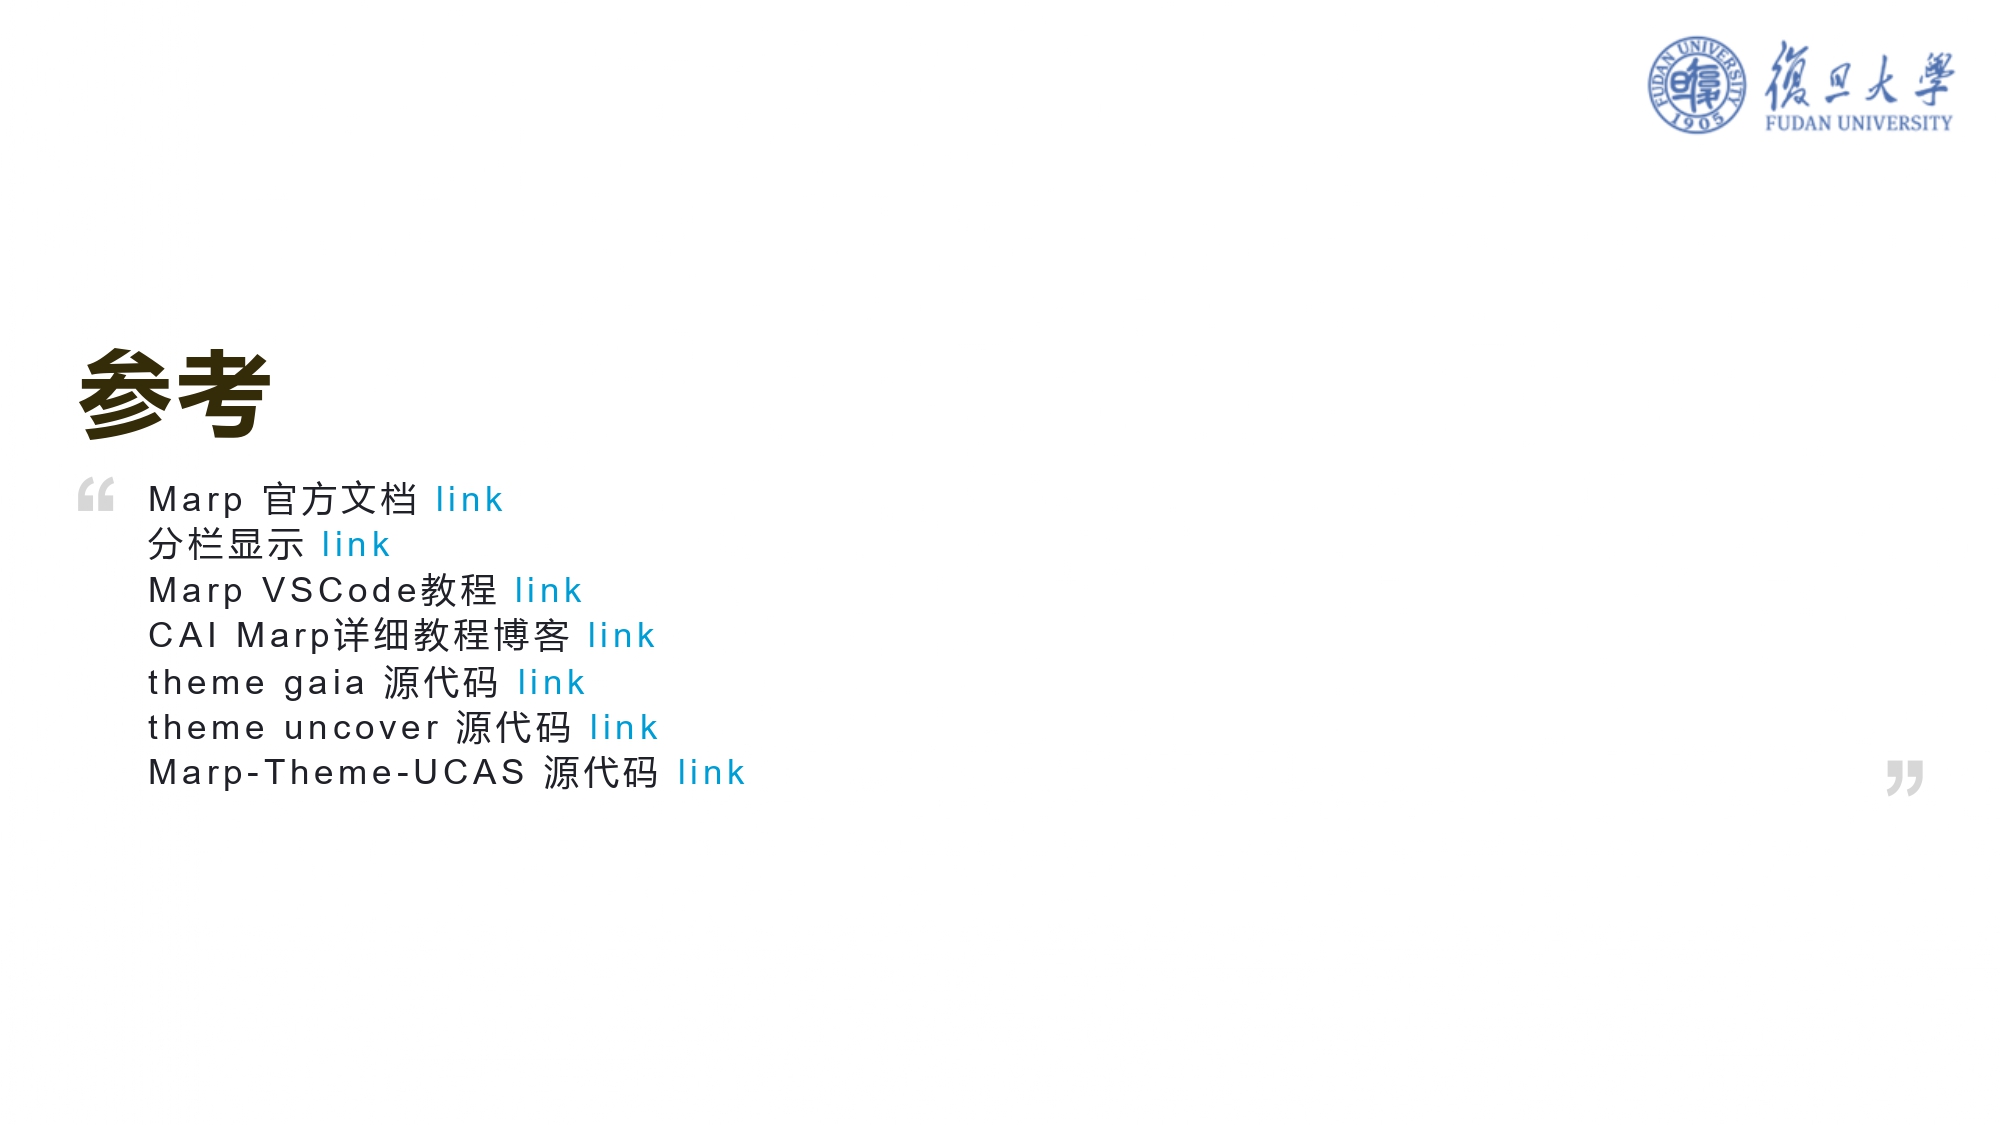 FUDAN UNIVERSITY
1905
復旦大學
FUDAN UNIVERSITY
参考
“
Marp 官方文档 link
分栏显示 link
Marp VSCode教程 link
CAI Marp详细教程博客 link
theme gaia 源代码 link
theme uncover 源代码 link
Marp-Theme-UCAS 源代码 link
”